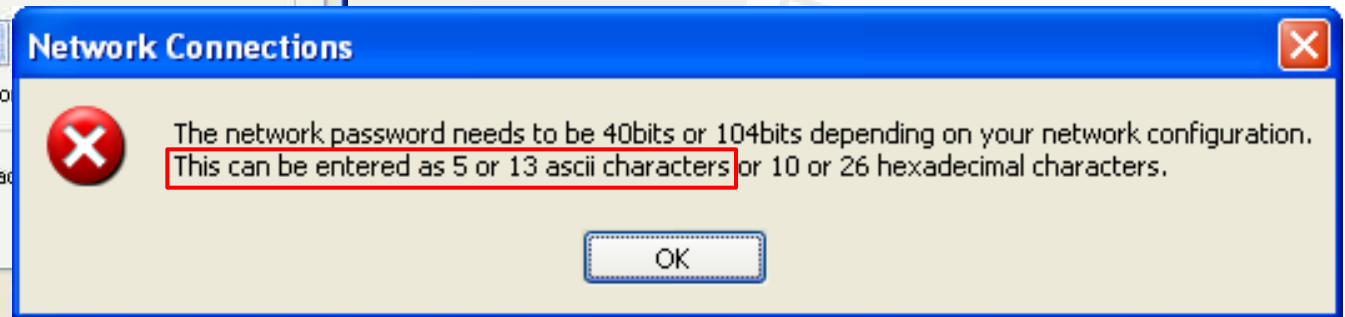 Network Connections
The network password needs to be 40bits or 104bits depending on your network configuration.
This can be entered as 5 or 13 ascii characters or 10 or 26 hexadecimal characters.
OK